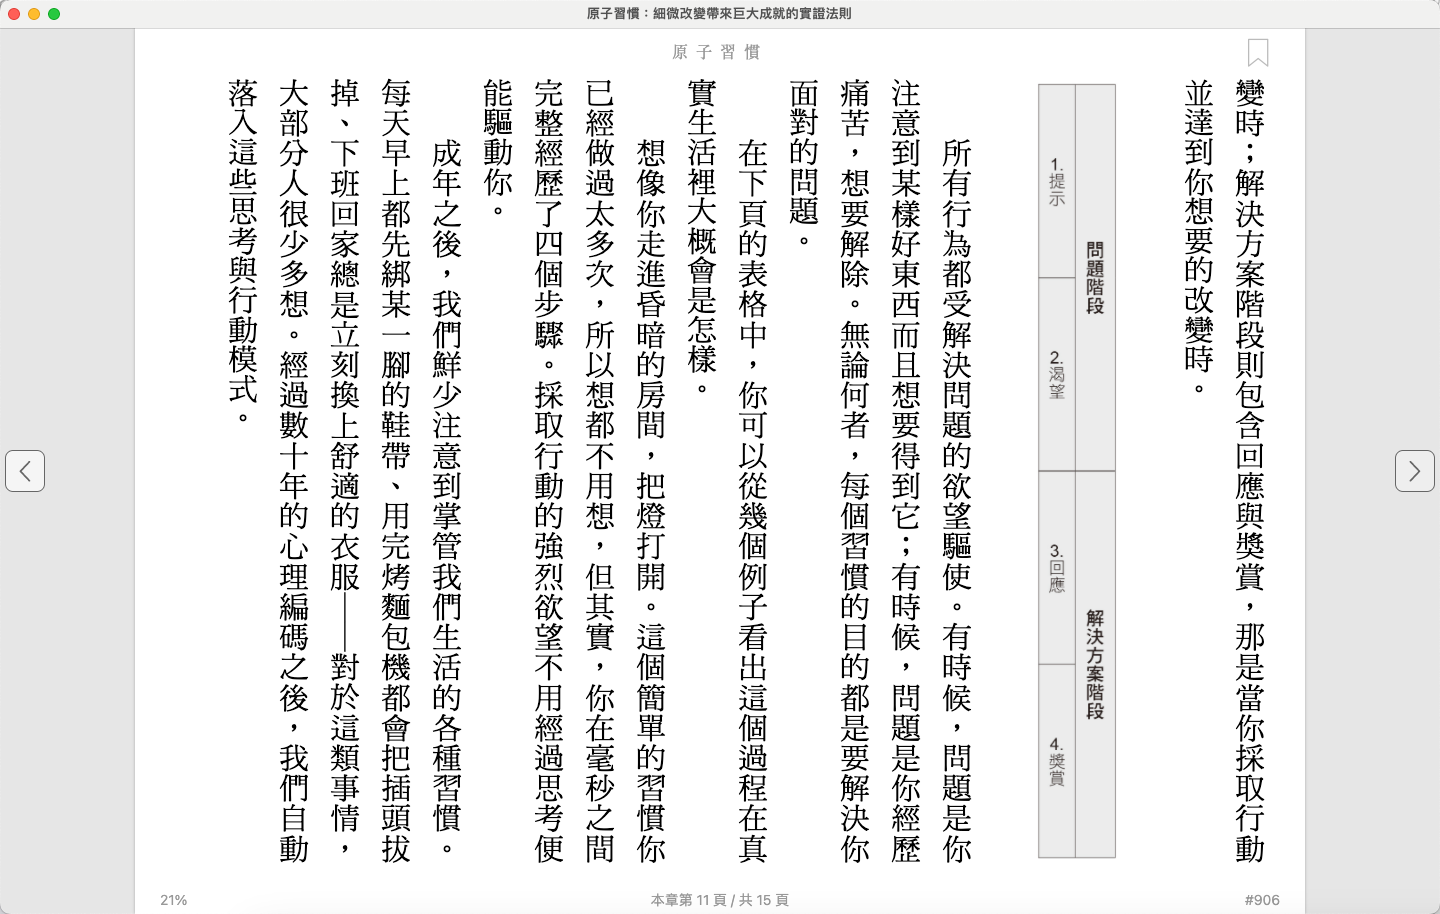 原子習慣：細微改變帶來巨大成就的實證法則
原子習慣
變時；解決方案階段則包含回應與獎賞，那是當你採取行動
並達到你想要的改變時。
問題階段
解決方案階段
1.提示
2.渴望
3.回應
4.獎賞
所有行為都受解決問題的欲望驅使。有時候，問題是你
注意到某樣好東西而且想要得到它；有時候，問題是你經歷
痛苦，想要解除。無論何者，每個習慣的目的都是要解決你
面對的問題。
在下頁的表格中，你可以從幾個例子看出這個過程在真
實生活裡大概會是怎樣。
想像你走進昏暗的房間，把燈打開。這個簡單的習慣你
已經做過太多次，所以想都不用想，但其實，你在毫秒之間
完整經歷了四個步驟。採取行動的強烈欲望不用經過思考便
能驅動你。
成年之後，我們鮮少注意到掌管我們生活的各種習慣。
每天早上都先綁某一腳的鞋帶、用完烤麵包機都會把插頭拔
掉、下班回家總是立刻換上舒適的衣服——對於這類事情，
大部分人很少多想。經過數十年的心理編碼之後，我們自動
落入這些思考與行動模式。
21%
本章第 11 頁 / 共 15 頁
#906